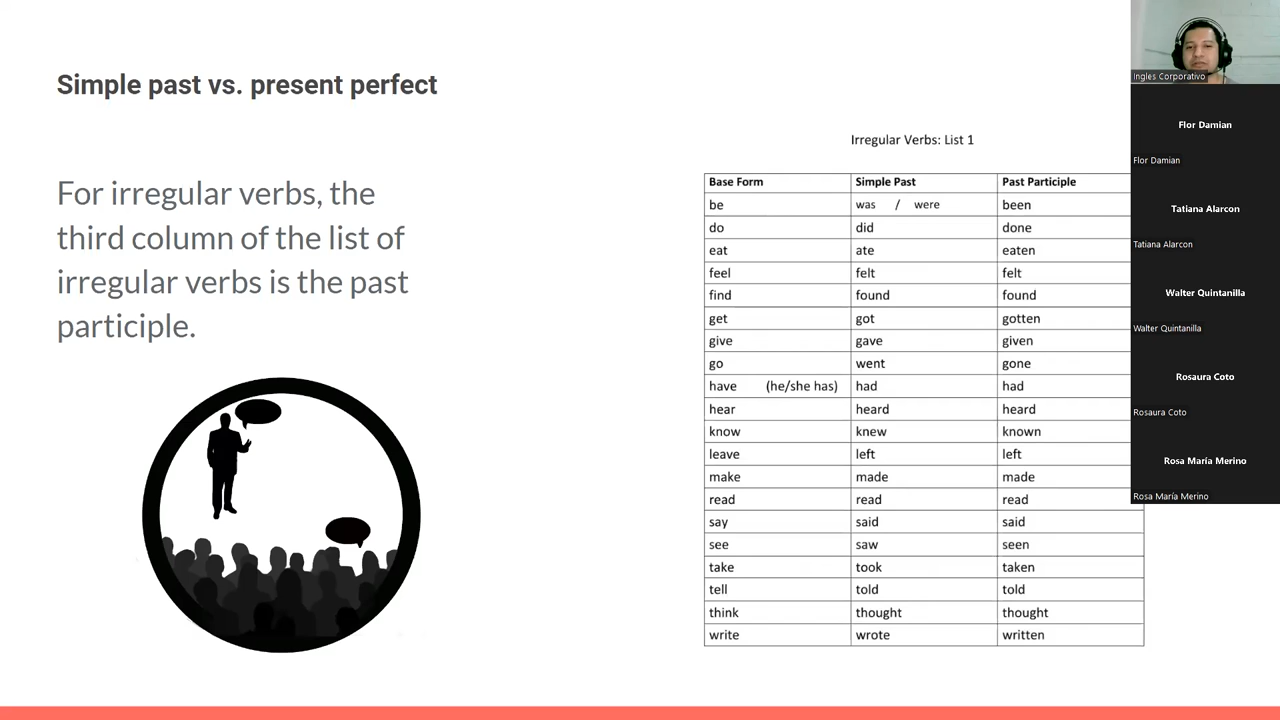 Simple past vs. present perfect
For irregular verbs, the
third column of the list of
irregular verbs is the past
participle.
Irregular Verbs: List 1
Base Form Simple Past Past Participle
be was / were been
do did done
eat ate eaten
feel felt felt
find found found
get got gotten
give gave given
go went gone
have (he/she has) had had
hear heard heard
know knew known
leave left left
make made made
read read read
say said said
see saw seen
take took taken
tell told told
think thought thought
write wrote written
Ingles Corporativo
Flor Damian
Flor Damian
Tatiana Alarcon
Tatiana Alarcon
Walter Quintanilla
Walter Quintanilla
Rosaura Coto
Rosaura Coto
Rosa María Merino
Rosa María Merino